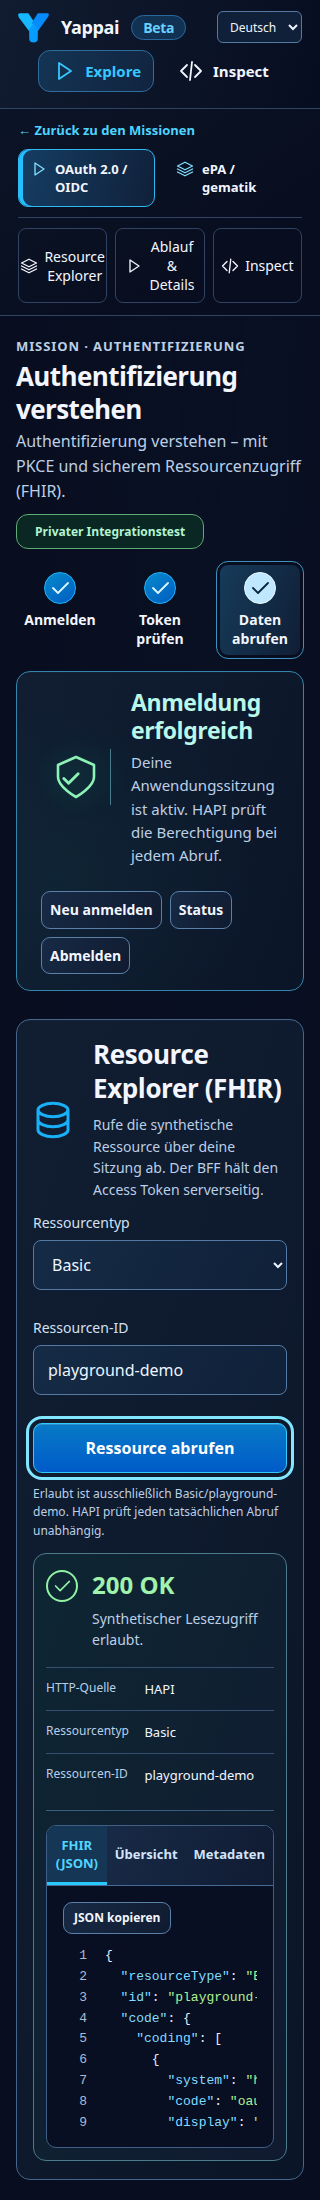 Yappai Beta Deutsch
Explore Inspect
← Zurück zu den Missionen
OAuth 2.0 /
OIDC
ePA /
gematik
Resource
Explorer
Ablauf
&
Details
Inspect
MISSION · AUTHENTIFIZIERUNG
Authentifizierung
verstehen
Authentifizierung verstehen – mit
PKCE und sicherem Ressourcenzugriff
(FHIR).
Privater Integrationstest
Anmelden
Token
prüfen
Daten
abrufen
Anmeldung
erfolgreich
Deine
Anwendungssitzung
ist aktiv. HAPI prüft
die Berechtigung bei
jedem Abruf.
Neu anmelden Status
Abmelden
Resource
Explorer (FHIR)
Rufe die synthetische
Ressource über deine
Sitzung ab. Der BFF hält den
Access Token serverseitig.
Ressourcentyp
Basic
Ressourcen-ID
playground-demo
Ressource abrufen
Erlaubt ist ausschließlich Basic/playground-
demo. HAPI prüft jeden tatsächlichen Abruf
unabhängig.
200 OK
Synthetischer Lesezugriff
erlaubt.
HTTP-Quelle HAPI
Ressourcentyp Basic
Ressourcen-ID playground-demo
FHIR
(JSON)
Übersicht
Metadaten
JSON kopieren
1 {
2 "resourceType":
3 "id": "playground-
4 "code": {
5 "coding": [
6 {
7 "system":
8 "code": "oau
9 "display": "